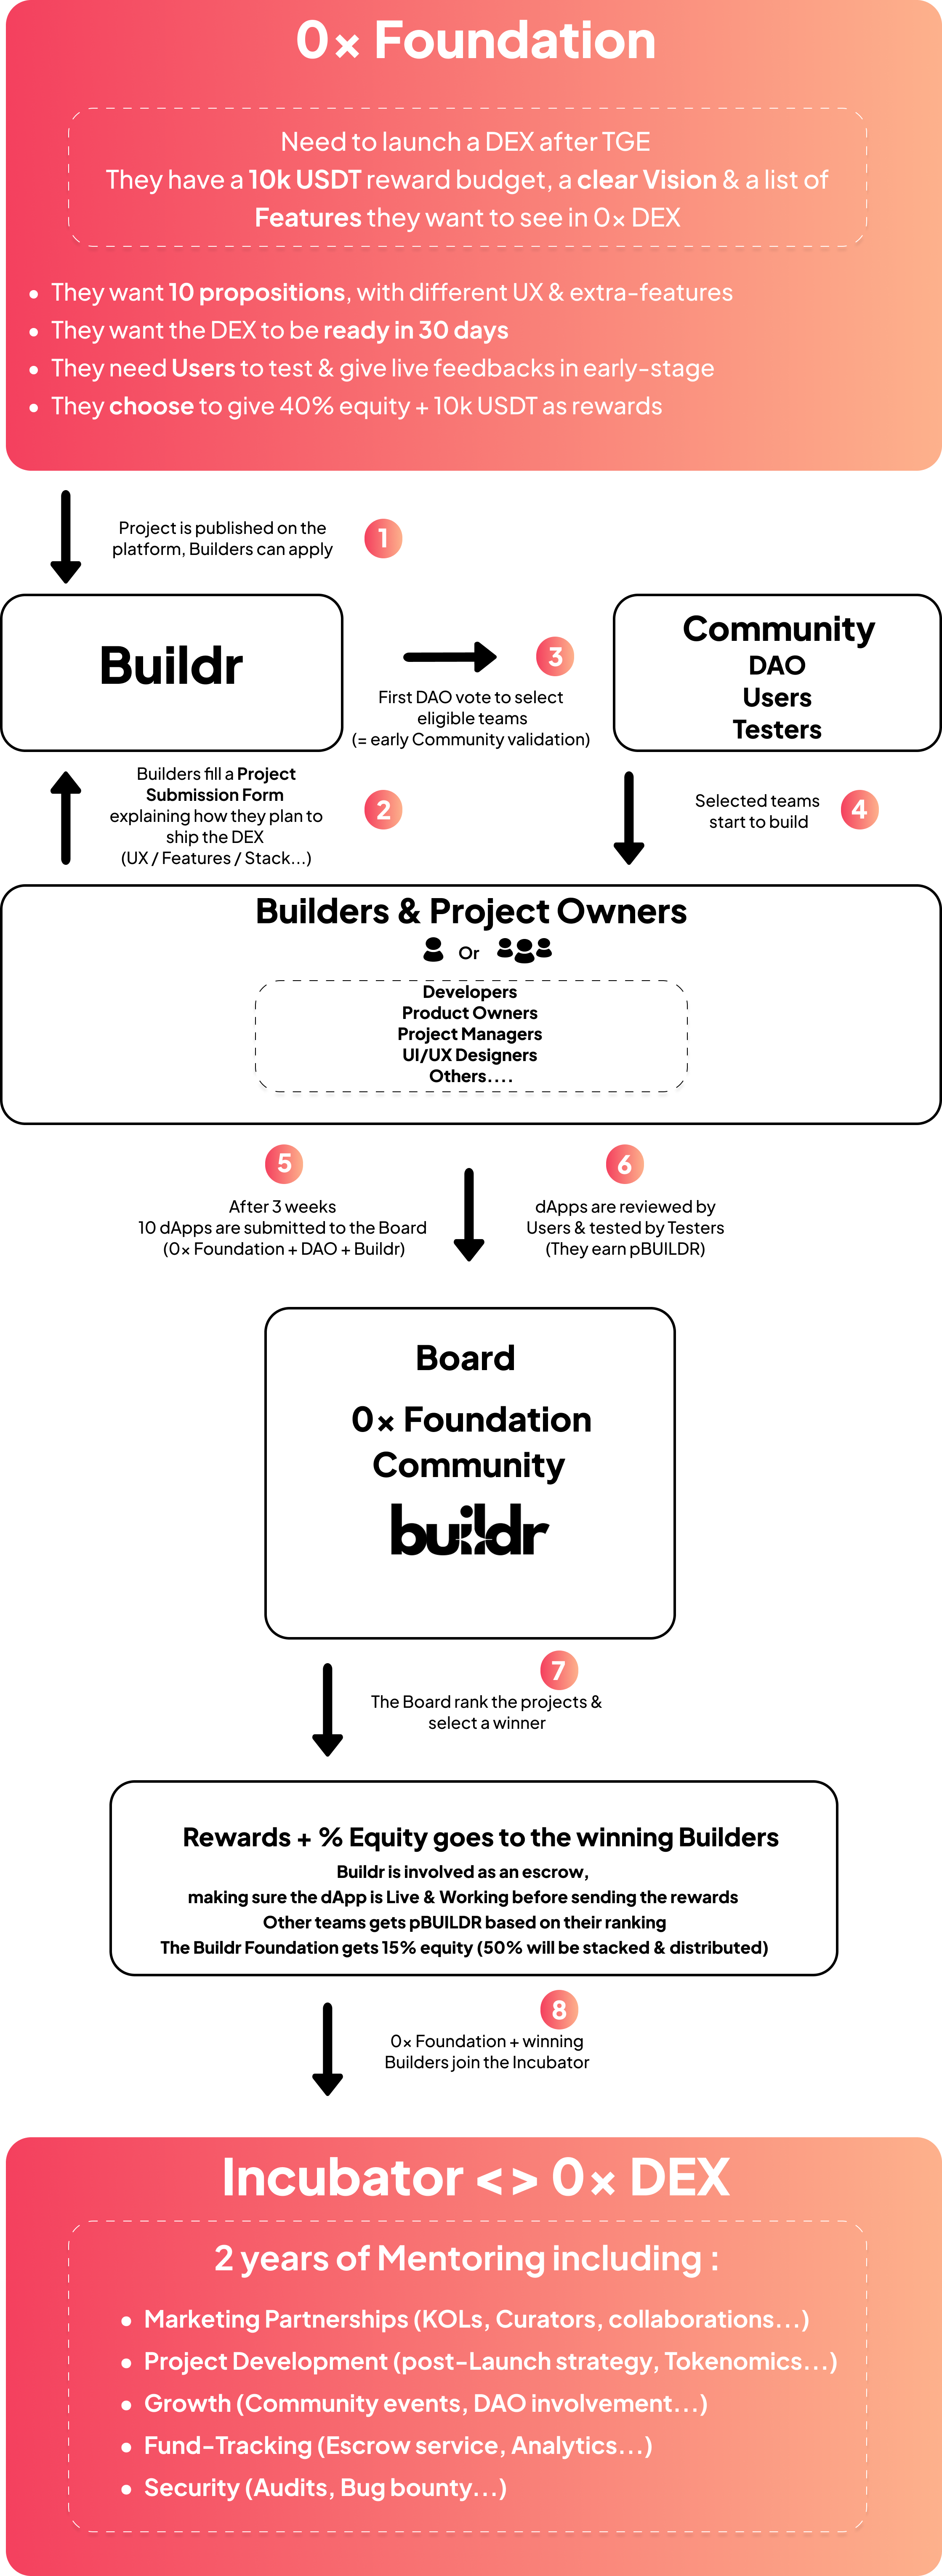 0x Foundation
Need to launch a DEX after TGE
They have a 10k USDT reward budget, a clear Vision & a list of
Features they want to see in 0x DEX
• They want 10 propositions, with different UX & extra-features
• They want the DEX to be ready in 30 days
• They need Users to test & give live feedbacks in early-stage
• They choose to give 40% equity + 10k USDT as rewards
Project is published on the
platform, Builders can apply
1
Buildr
3
First DAO vote to select
eligible teams
(= early Community validation)
Community
DAO
Users
Testers
Builders fill a Project
Submission Form
explaining how they plan to
ship the DEX
(UX / Features / Stack...)
2
Selected teams
start to build
4
Builders & Project Owners
Or
Developers
Product Owners
Project Managers
UI/UX Designers
Others....
5
After 3 weeks
10 dApps are submitted to the Board
(0x Foundation + DAO + Buildr)
6
dApps are reviewed by
Users & tested by Testers
(They earn pBUILDR)
Board
0x Foundation
Community
buildr
7
The Board rank the projects &
select a winner
Rewards + % Equity goes to the winning Builders
Buildr is involved as an escrow,
making sure the dApp is Live & Working before sending the rewards
Other teams gets pBUILDR based on their ranking
The Buildr Foundation gets 15% equity (50% will be stacked & distributed)
8
0x Foundation + winning
Builders join the Incubator
Incubator <> 0x DEX
2 years of Mentoring including :
• Marketing Partnerships (KOLs, Curators, collaborations...)
• Project Development (post-Launch strategy, Tokenomics...)
• Growth (Community events, DAO involvement...)
• Fund-Tracking (Escrow service, Analytics...)
• Security (Audits, Bug bounty...)